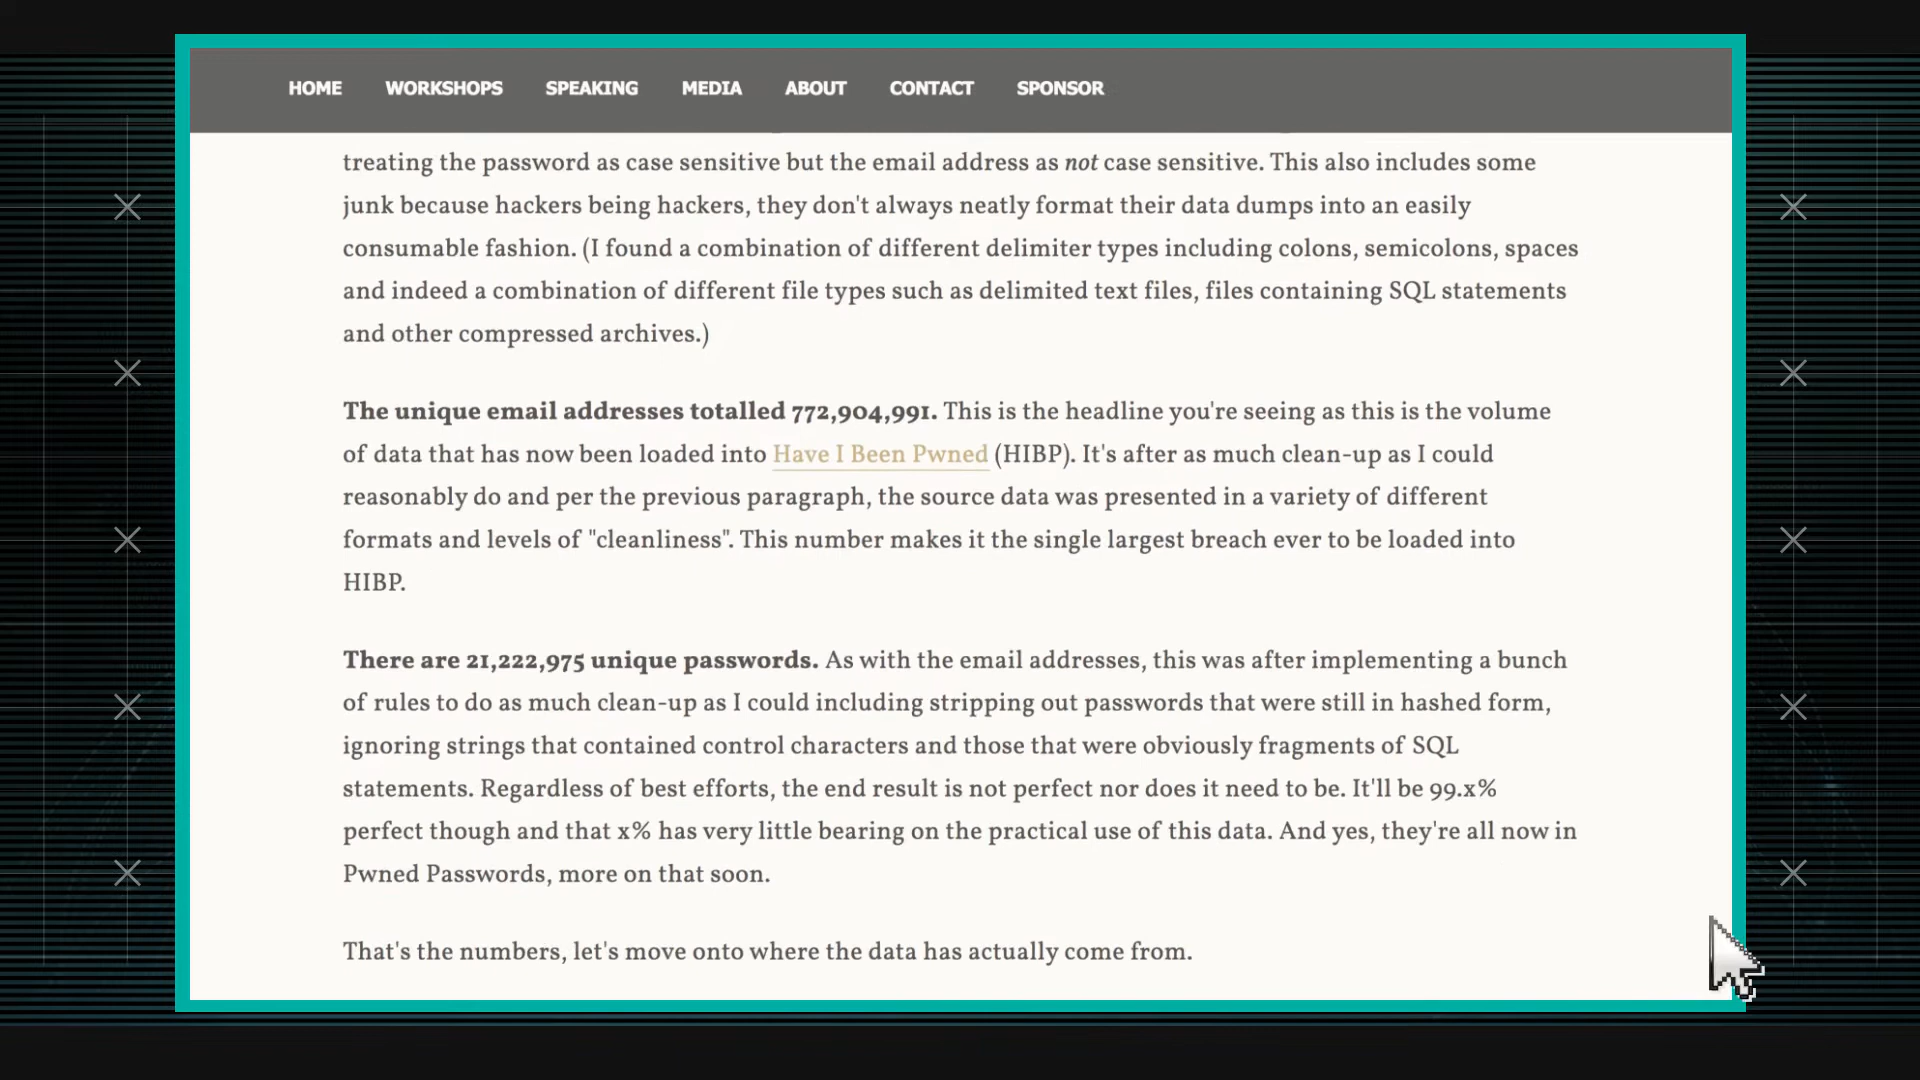 HOME WORKSHOPS SPEAKING MEDIA ABOUT CONTACT SPONSOR
treating the password as case sensitive but the email address as not case sensitive. This also includes some
junk because hackers being hackers, they don't always neatly format their data dumps into an easily
consumable fashion. (I found a combination of different delimiter types including colons, semicolons, spaces
and indeed a combination of different file types such as delimited text files, files containing SQL statements
and other compressed archives.)
The unique email addresses totalled 772,904,991. This is the headline you're seeing as this is the volume
of data that has now been loaded into Have I Been Pwned (HIBP). It's after as much clean-up as I could
reasonably do and per the previous paragraph, the source data was presented in a variety of different
formats and levels of "cleanliness". This number makes it the single largest breach ever to be loaded into
HIBP.
There are 21,222,975 unique passwords. As with the email addresses, this was after implementing a bunch
of rules to do as much clean-up as I could including stripping out passwords that were still in hashed form,
ignoring strings that contained control characters and those that were obviously fragments of SQL
statements. Regardless of best efforts, the end result is not perfect nor does it need to be. It'll be 99.x%
perfect though and that x% has very little bearing on the practical use of this data. And yes, they're all now in
Pwned Passwords, more on that soon.
That's the numbers, let's move onto where the data has actually come from.